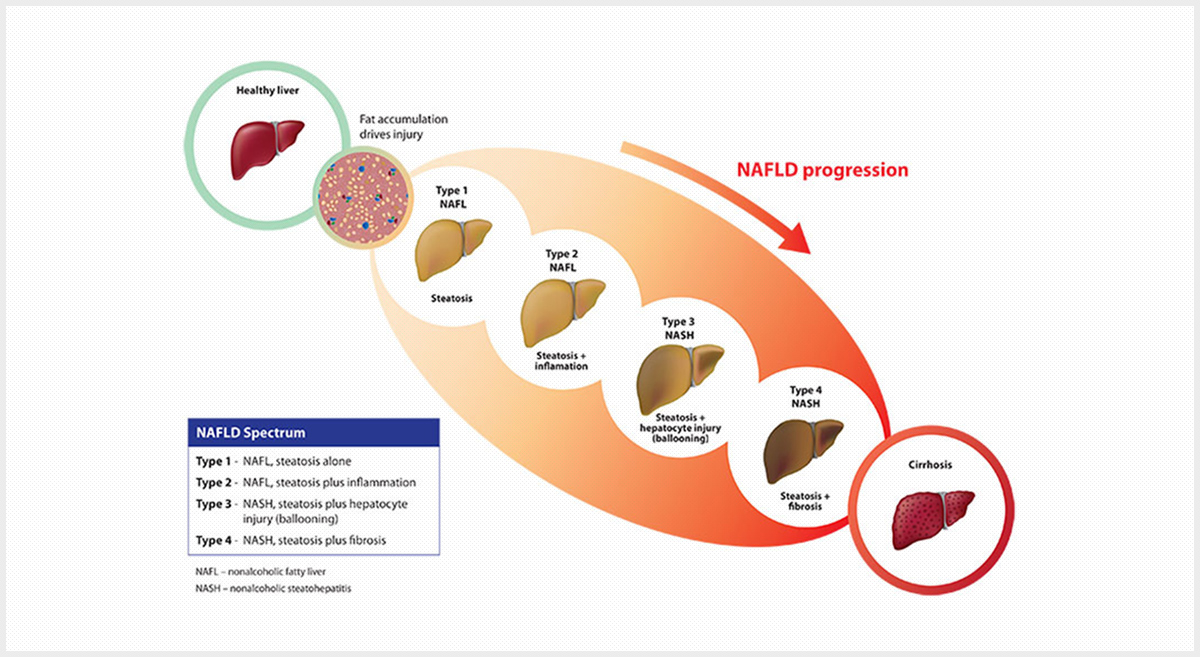 Healthy liver
Fat accumulation
drives injury
NAFLD progression
Type 1
NAFL
Steatosis
Type 2
NAFL
Steatosis +
inflamation
Type 3
NASH
Steatosis +
hepatocyte injury
(ballooning)
Type 4
NASH
Steatosis +
fibrosis
Cirrhosis
NAFLD Spectrum
Type 1 - NAFL, steatosis alone
Type 2 - NAFL, steatosis plus inflammation
Type 3 - NASH, steatosis plus hepatocyte
injury (ballooning)
Type 4 - NASH, steatosis plus fibrosis
NAFL – nonalcoholic fatty liver
NASH – nonalcoholic steatohepatitis